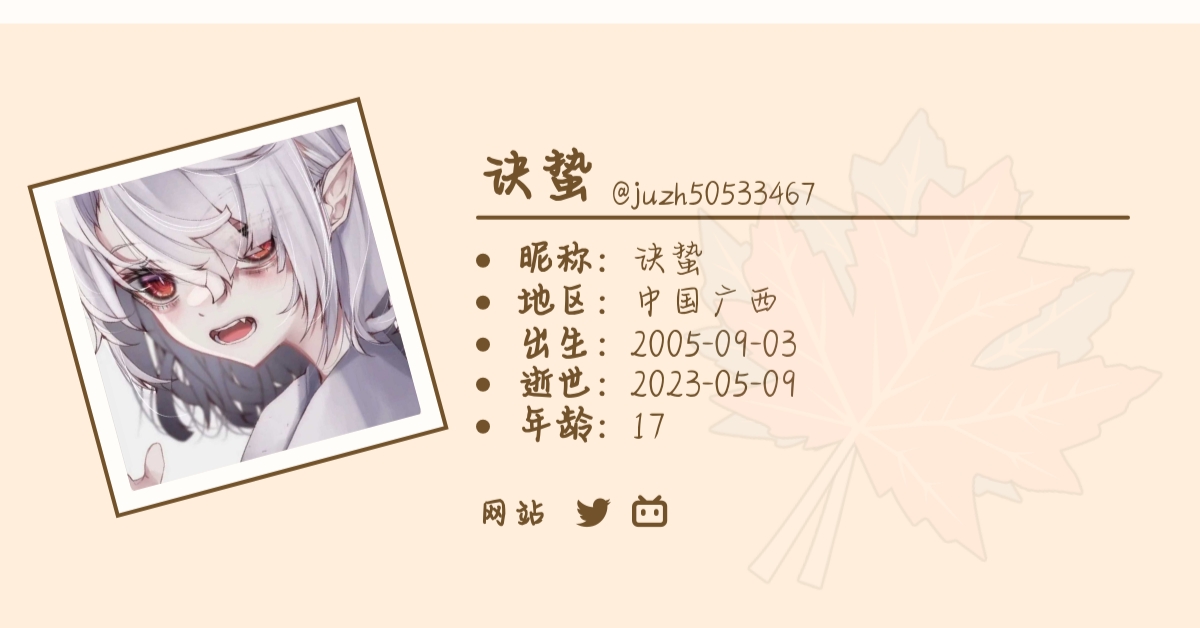 诀蛰 @juzh50533467
昵称：诀蛰
地区：中国广西
出生：2005-09-03
逝世：2023-05-09
年龄：17
网站